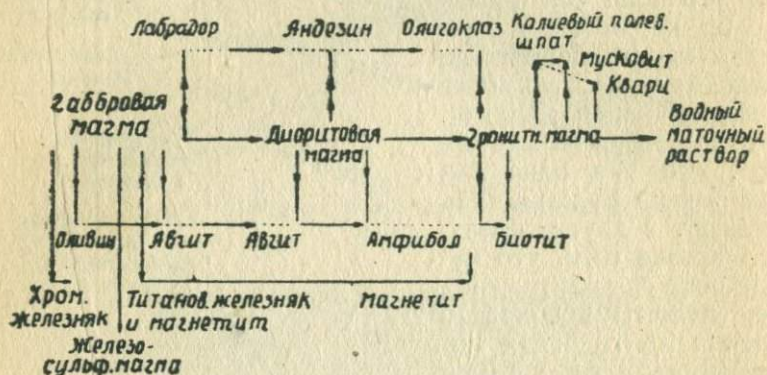 Лабрадор
Андезин
Олигоклаз
Калиевый полев.
шпат
Мусковит
Кварц
Габбровая
магма
Диоритовая
магма
Гранитн. магма
Водный
маточный
раствор
Оливин
Авгит
Авгит
Амфибол
Биотит
Хром.
железняк
Титанов. железняк
и магнетит
Магнетит
Железо-
сульф. магма